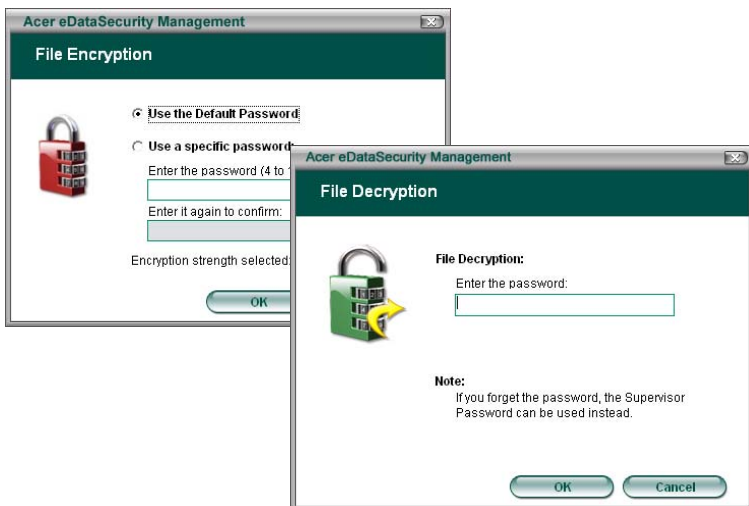 Acer eDataSecurity Management
File Encryption
Use the Default Password
Use a specific password:
Enter the password (4 to
Enter it again to confirm:
Encryption strength selected:
OK
Acer eDataSecurity Management
File Decryption
File Decryption:
Enter the password:
Note:
If you forget the password, the Supervisor
Password can be used instead.
OK
Cancel